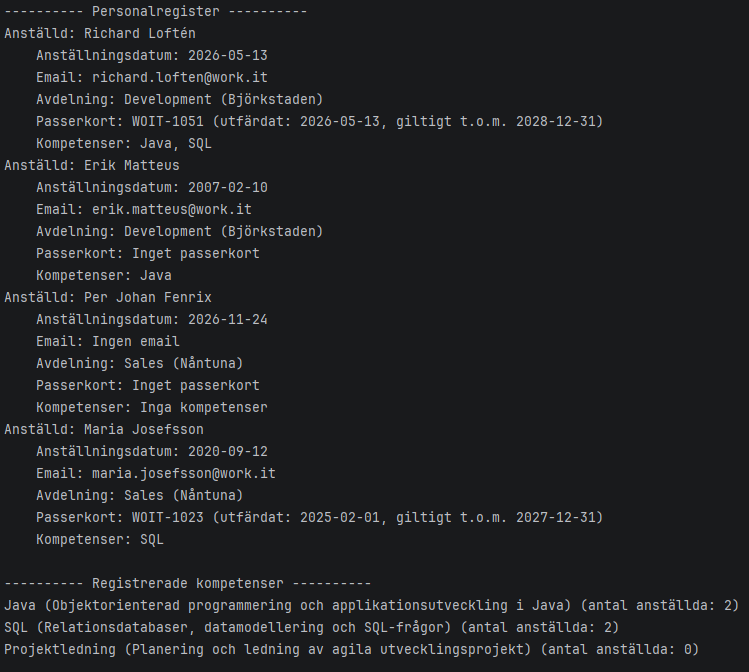 ---------- Personalregister ----------
Anställd: Richard Loftén
    Anställningsdatum: 2026-05-13
    Email: richard.loften@work.it
    Avdelning: Development (Björkstaden)
    Passerkort: WOIT-1051 (utfärdat: 2026-05-13, giltigt t.o.m. 2028-12-31)
    Kompetenser: Java, SQL
Anställd: Erik Matteus
    Anställningsdatum: 2007-02-10
    Email: erik.matteus@work.it
    Avdelning: Development (Björkstaden)
    Passerkort: Inget passerkort
    Kompetenser: Java
Anställd: Per Johan Fenrix
    Anställningsdatum: 2026-11-24
    Email: Ingen email
    Avdelning: Sales (Nåntuna)
    Passerkort: Inget passerkort
    Kompetenser: Inga kompetenser
Anställd: Maria Josefsson
    Anställningsdatum: 2020-09-12
    Email: maria.josefsson@work.it
    Avdelning: Sales (Nåntuna)
    Passerkort: WOIT-1023 (utfärdat: 2025-02-01, giltigt t.o.m. 2027-12-31)
    Kompetenser: SQL

---------- Registrerade kompetenser ----------
Java (Objektorienterad programmering och applikationsutveckling i Java) (antal anställda: 2)
SQL (Relationsdatabaser, datamodellering och SQL-frågor) (antal anställda: 2)
Projektledning (Planering och ledning av agila utvecklingsprojekt) (antal anställda: 0)